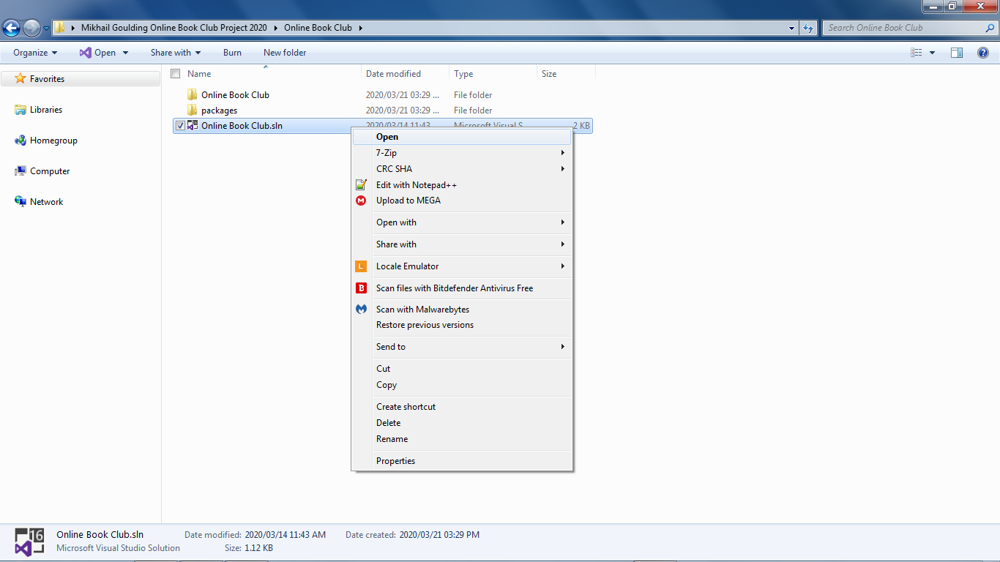 Mikhail Goulding Online Book Club Project 2020 Online Book Club Search Online Book Club
Organize Open Share with Burn New folder
Name Date modified Type Size
Favorites
Libraries
Homegroup
Computer
Network
Online Book Club 2020/03/21 03:29 ... File folder
packages 2020/03/21 03:29 ... File folder
Online Book Club.sln 2020/03/14 11:43 Microsoft Visual S 2 KB
Open
7-Zip
CRC SHA
Edit with Notepad++
M Upload to MEGA
Open with
Share with
L Locale Emulator
B Scan files with Bitdefender Antivirus Free
Scan with Malwarebytes
Restore previous versions
Send to
Cut
Copy
Create shortcut
Delete
Rename
Properties
16
Online Book Club.sln Date modified: 2020/03/14 11:43 AM Date created: 2020/03/21 03:29 PM
Microsoft Visual Studio Solution Size: 1.12 KB